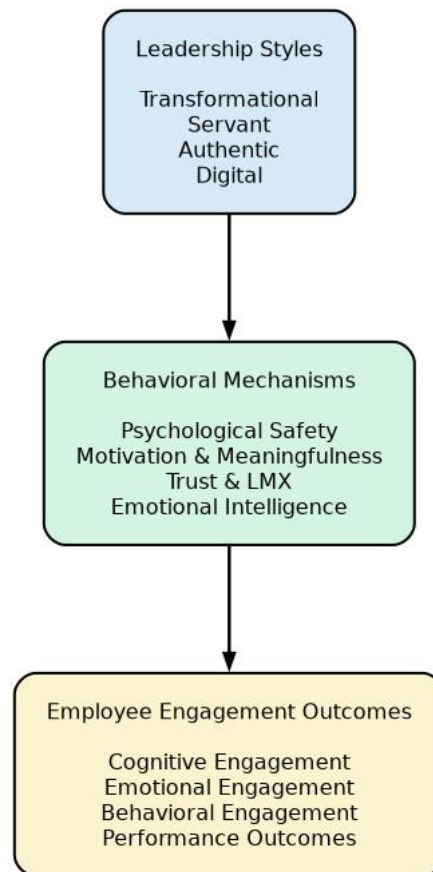 Leadership Styles
Transformational
Servant
Authentic
Digital
Behavioral Mechanisms
Psychological Safety
Motivation & Meaningfulness
Trust & LMX
Emotional Intelligence
Employee Engagement Outcomes
Cognitive Engagement
Emotional Engagement
Behavioral Engagement
Performance Outcomes